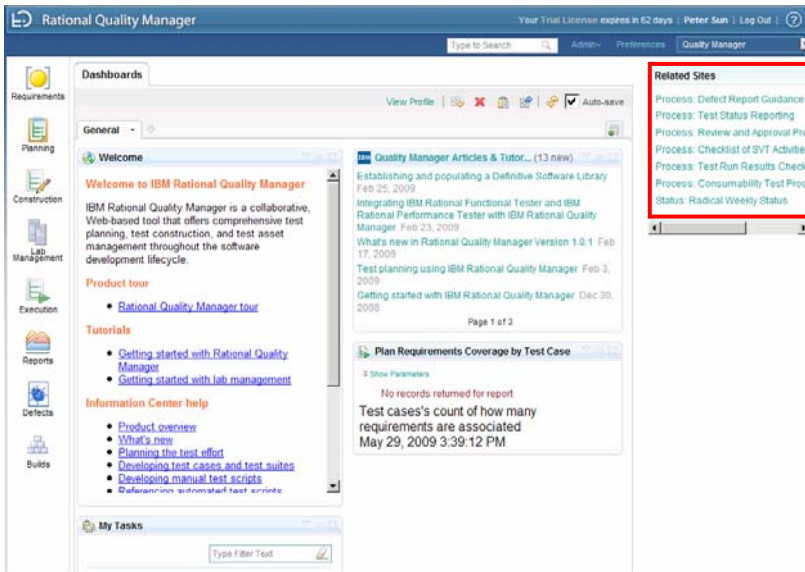 Rational Quality Manager
Your Trial License expires in 62 days | Peter Sun | Log Out |
Type to Search
Admin
Preferences
Quality Manager
Requirements
Planning
Construction
Lab Management
Execution
Reports
Defects
Builds
Dashboards
View Profile
Auto-save
General
Welcome
Welcome to IBM Rational Quality Manager
IBM Rational Quality Manager is a collaborative,
Web-based tool that offers comprehensive test
planning, test construction, and test asset
management throughout the software
development lifecycle.
Product tour
Rational Quality Manager tour
Tutorials
Getting started with Rational Quality
Manager
Getting started with lab management
Information Center help
Product overview
What's new
Planning the test effort
Developing test cases and test suites
Developing manual test scripts
Referencing automated test scripts
My Tasks
Type Filter Text
IBM Quality Manager Articles & Tutor... (13 new)
Establishing and populating a Definitive Software Library
Feb 25, 2009
Integrating IBM Rational Functional Tester and IBM
Rational Performance Tester with IBM Rational Quality
Manager Feb 23, 2009
What's new in Rational Quality Manager Version 1.0.1 Feb
17, 2009
Test planning using IBM Rational Quality Manager Feb 3,
2009
Getting started with IBM Rational Quality Manager Dec 30,
2008
Page 1 of 3
Plan Requirements Coverage by Test Case
Show Parameters
No records returned for report
Test cases's count of how many
requirements are associated
May 29, 2009 3:39:12 PM
Related Sites
Process: Defect Report Guidance
Process: Test Status Reporting
Process: Review and Approval Pro
Process: Checklist of SVT Activitie
Process: Test Run Results Check
Process: Consumability Test Proc
Status: Radical Weekly Status